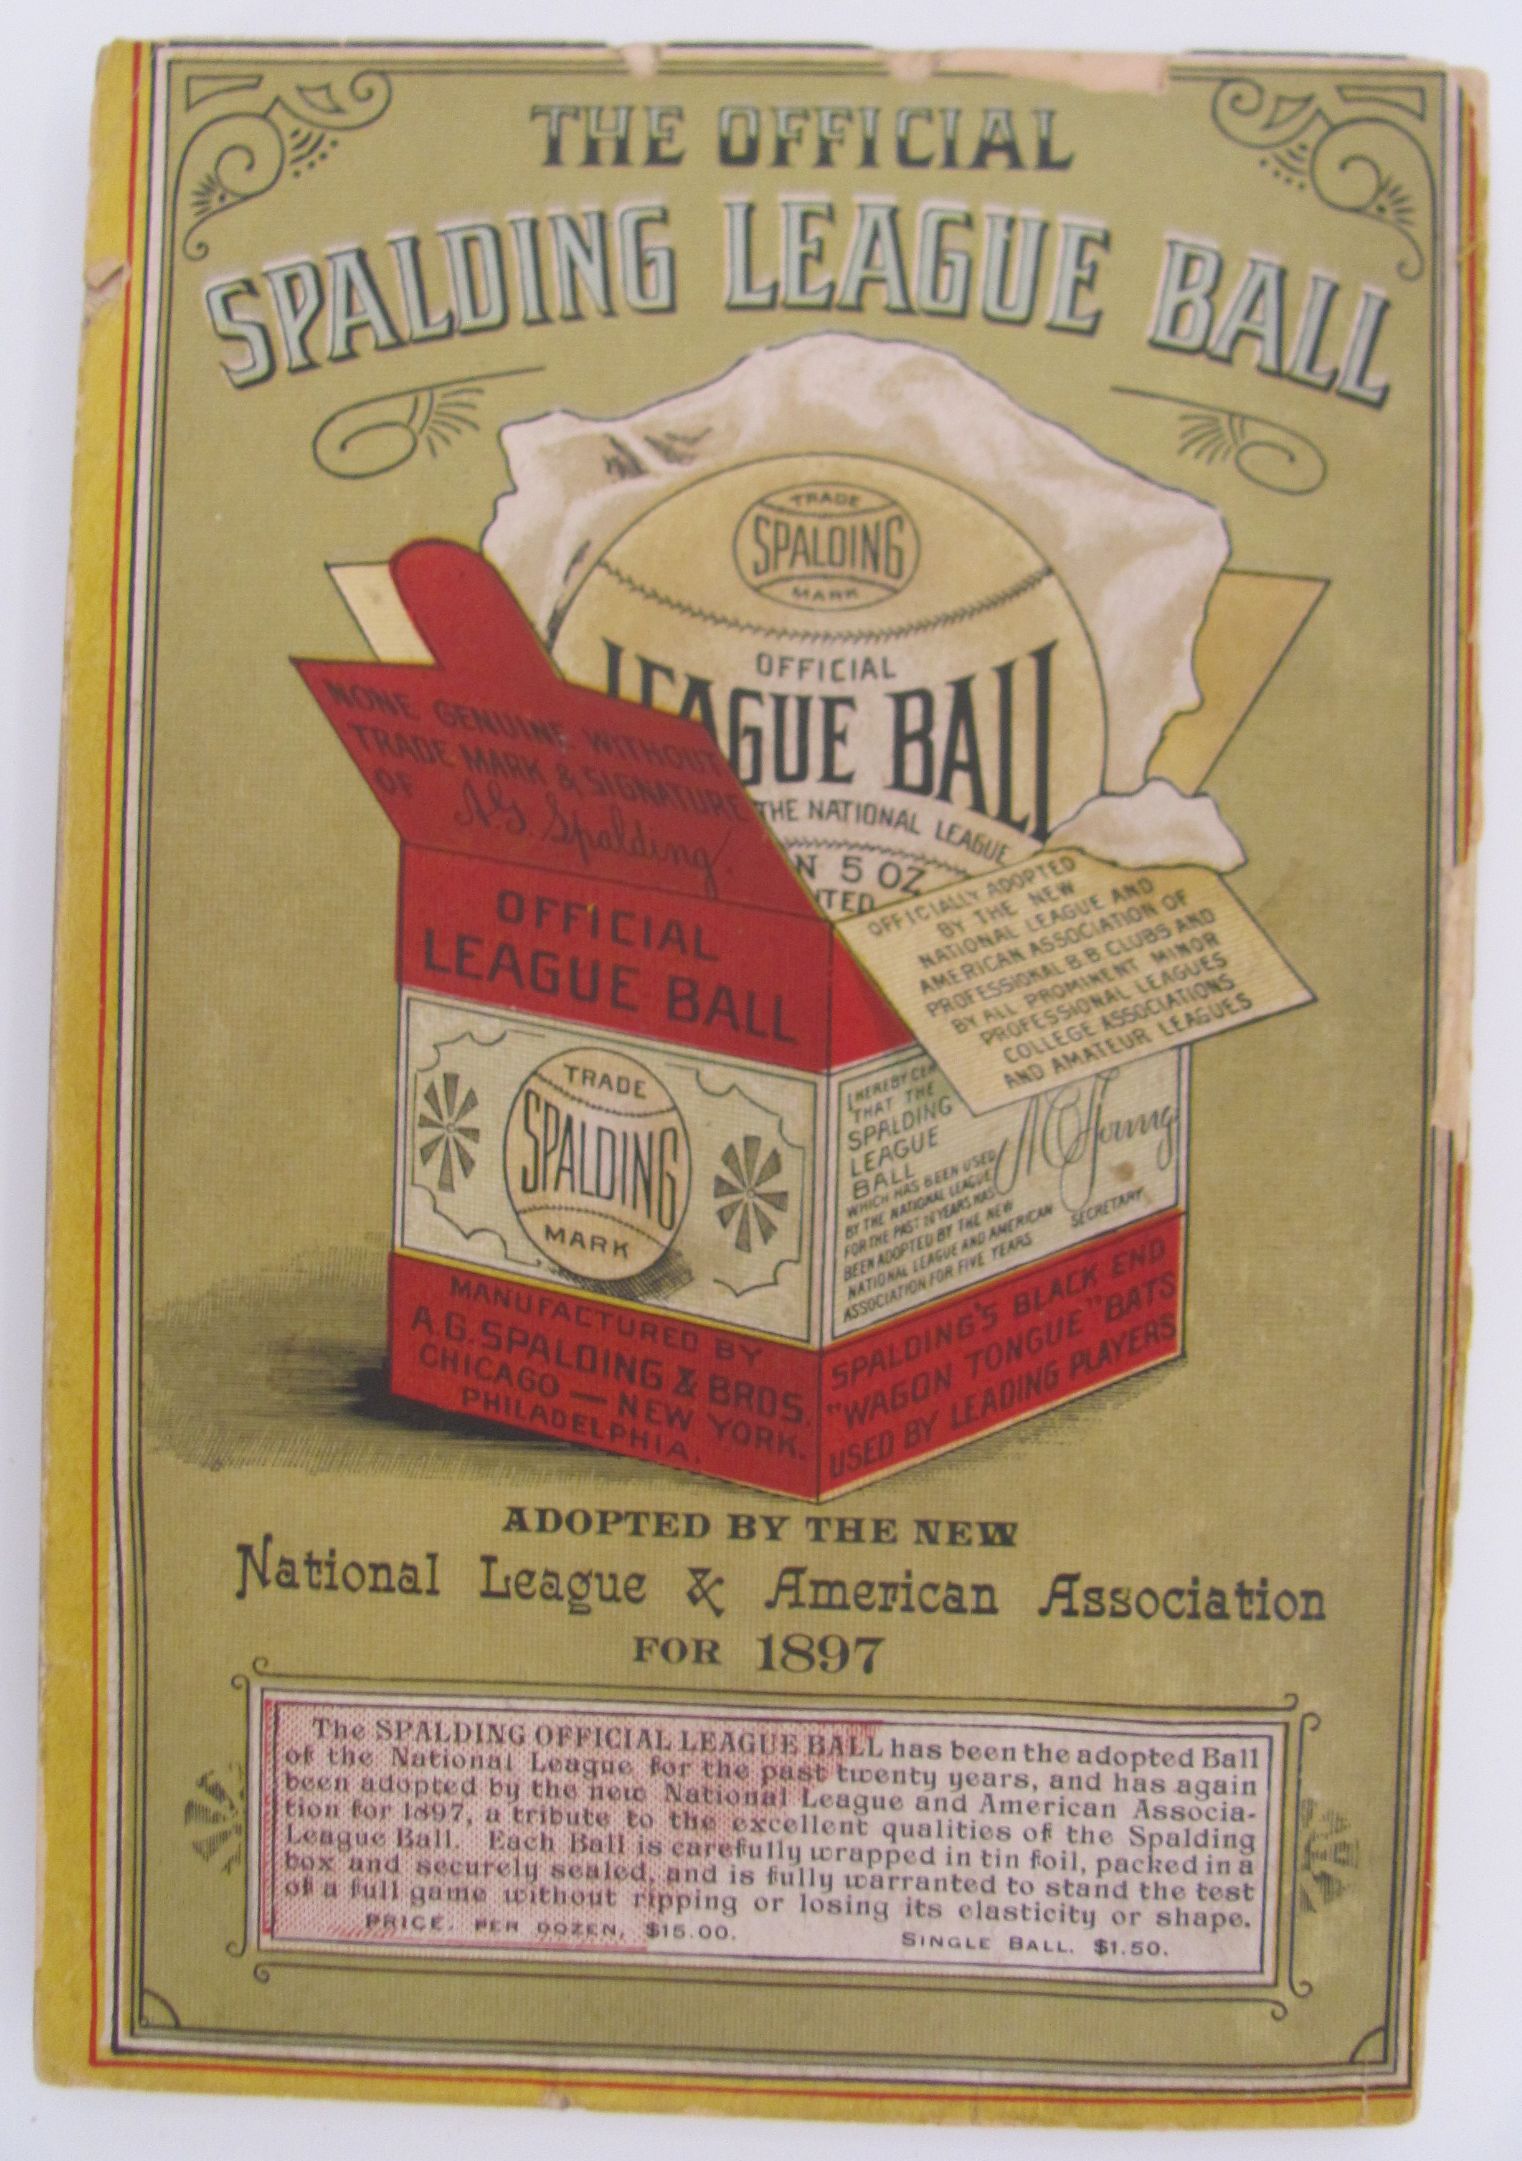 THE OFFICIAL
SPALDING LEAGUE BALL
TRADE
SPALDING
MARK
OFFICIAL
LEAGUE BALL
THE NATIONAL LEAGUE
5 OZ
NONE GENUINE WITHOUT
TRADE MARK & SIGNATURE
OF A.G. Spalding
OFFICIAL
LEAGUE BALL
TRADE
SPALDING
MARK
MANUFACTURED BY
A.G. SPALDING & BROS.
CHICAGO — NEW YORK.
PHILADELPHIA.
OFFICIALLY ADOPTED
BY THE NEW
NATIONAL LEAGUE AND
AMERICAN ASSOCIATION OF
PROFESSIONAL B.B CLUBS AND
BY ALL PROMINENT MINOR
PROFESSIONAL LEAGUES
COLLEGE ASSOCIATIONS
AND AMATEUR LEAGUES
I HEREBY CER
THAT THE
SPALDING
LEAGUE
BALL
WHICH HAS BEEN USED
BY THE NATIONAL LEAGUE
FOR THE PAST YEARS HAS
BEEN ADOPTED BY THE NEW
NATIONAL LEAGUE AND AMERICAN
ASSOCIATION FOR FIVE YEARS
N E Young
SECRETARY
SPALDING'S BLACK END
"WAGON TONGUE" BATS
USED BY LEADING PLAYERS
ADOPTED BY THE NEW
National League & American Association
FOR 1897
The SPALDING OFFICIAL LEAGUE BALL has been the adopted Ball
of the National League for the past twenty years, and has again
been adopted by the new National League and American Associa-
tion for 1897, a tribute to the excellent qualities of the Spalding
League Ball. Each Ball is carefully wrapped in tin foil, packed in a
box and securely sealed, and is fully warranted to stand the test
of a full game without ripping or losing its elasticity or shape.
PRICE. PER DOZEN, $15.00. SINGLE BALL. $1.50.